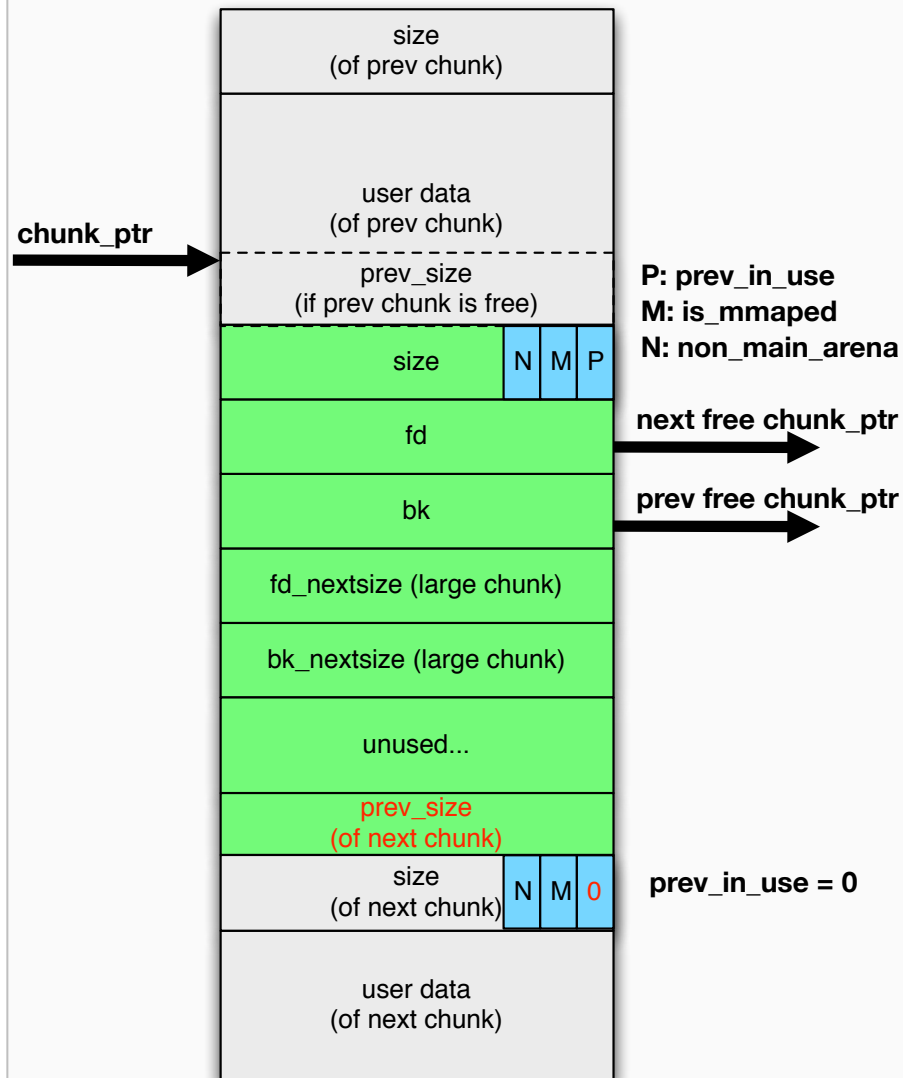 size
(of prev chunk)
user data
(of prev chunk)
chunk_ptr
prev_size
(if prev chunk is free)
P: prev_in_use
M: is_mmaped
N: non_main_arena
size N M P
fd
next free chunk_ptr
bk
prev free chunk_ptr
fd_nextsize (large chunk)
bk_nextsize (large chunk)
unused...
prev_size
(of next chunk)
size
(of next chunk) N M 0
prev_in_use = 0
user data
(of next chunk)